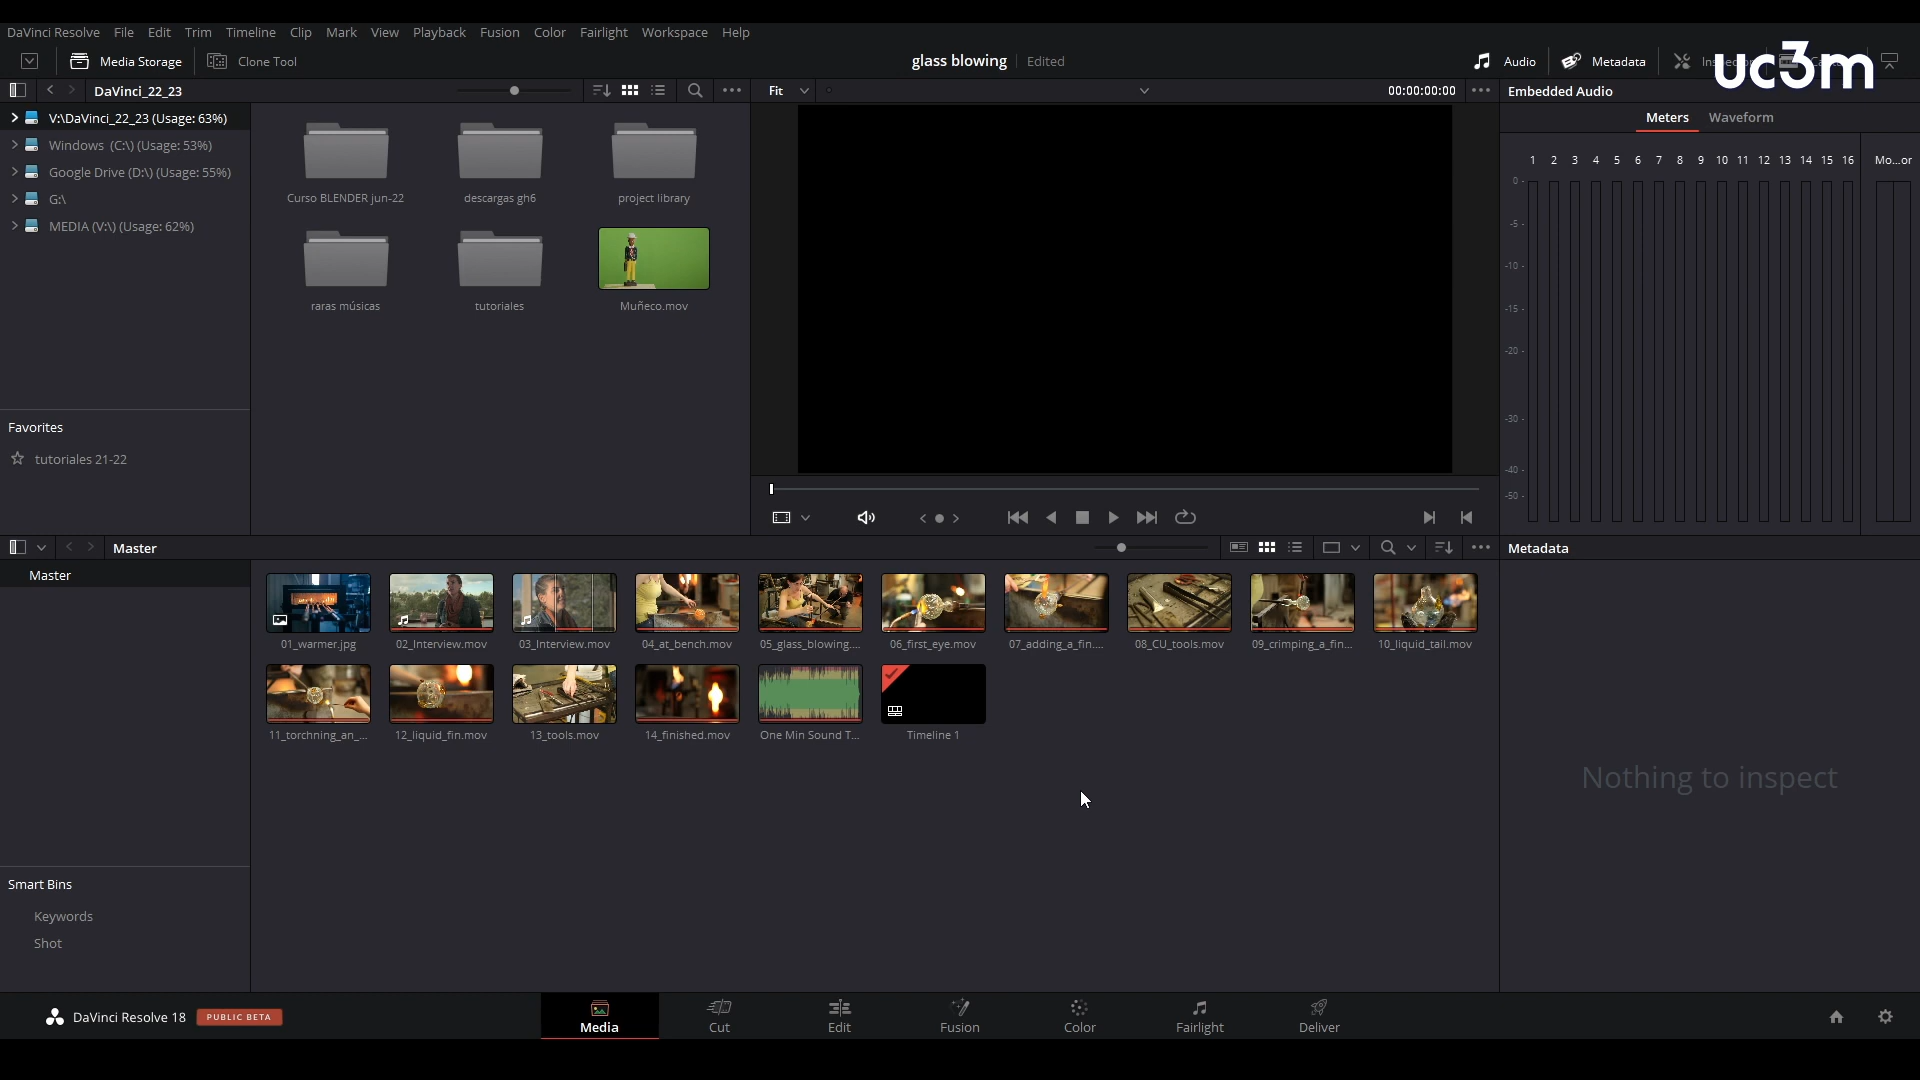 DaVinci Resolve File Edit Trim Timeline Clip Mark View Playback Fusion Color Fairlight Workspace Help
Media Storage Clone Tool glass blowing Edited Audio Metadata
uc3m
DaVinci_22_23 Fit 00:00:00:00 Embedded Audio
V:\DaVinci_22_23 (Usage: 63%)
Windows (C:\) (Usage: 53%)
Google Drive (D:\) (Usage: 55%)
G:\
MEDIA (V:\) (Usage: 62%)
Favorites
tutoriales 21-22
Curso BLENDER jun-22 descargas gh6 project library
raras músicas tutoriales Muñeco.mov
Meters Waveform
1 2 3 4 5 6 7 8 9 10 11 12 13 14 15 16 Mo...or
0
-5
-10
-15
-20
-30
-40
-50
Master Metadata
Master
01_warmer.jpg 02_Interview.mov 03_Interview.mov 04_at_bench.mov 05_glass_blowing.... 06_first_eye.mov 07_adding_a_fin.... 08_CU_tools.mov 09_crimping_a_fin... 10_liquid_tail.mov
11_torchning_an_... 12_liquid_fin.mov 13_tools.mov 14_finished.mov One Min Sound T... Timeline 1
Nothing to inspect
Smart Bins
Keywords
Shot
DaVinci Resolve 18 PUBLIC BETA
Media Cut Edit Fusion Color Fairlight Deliver